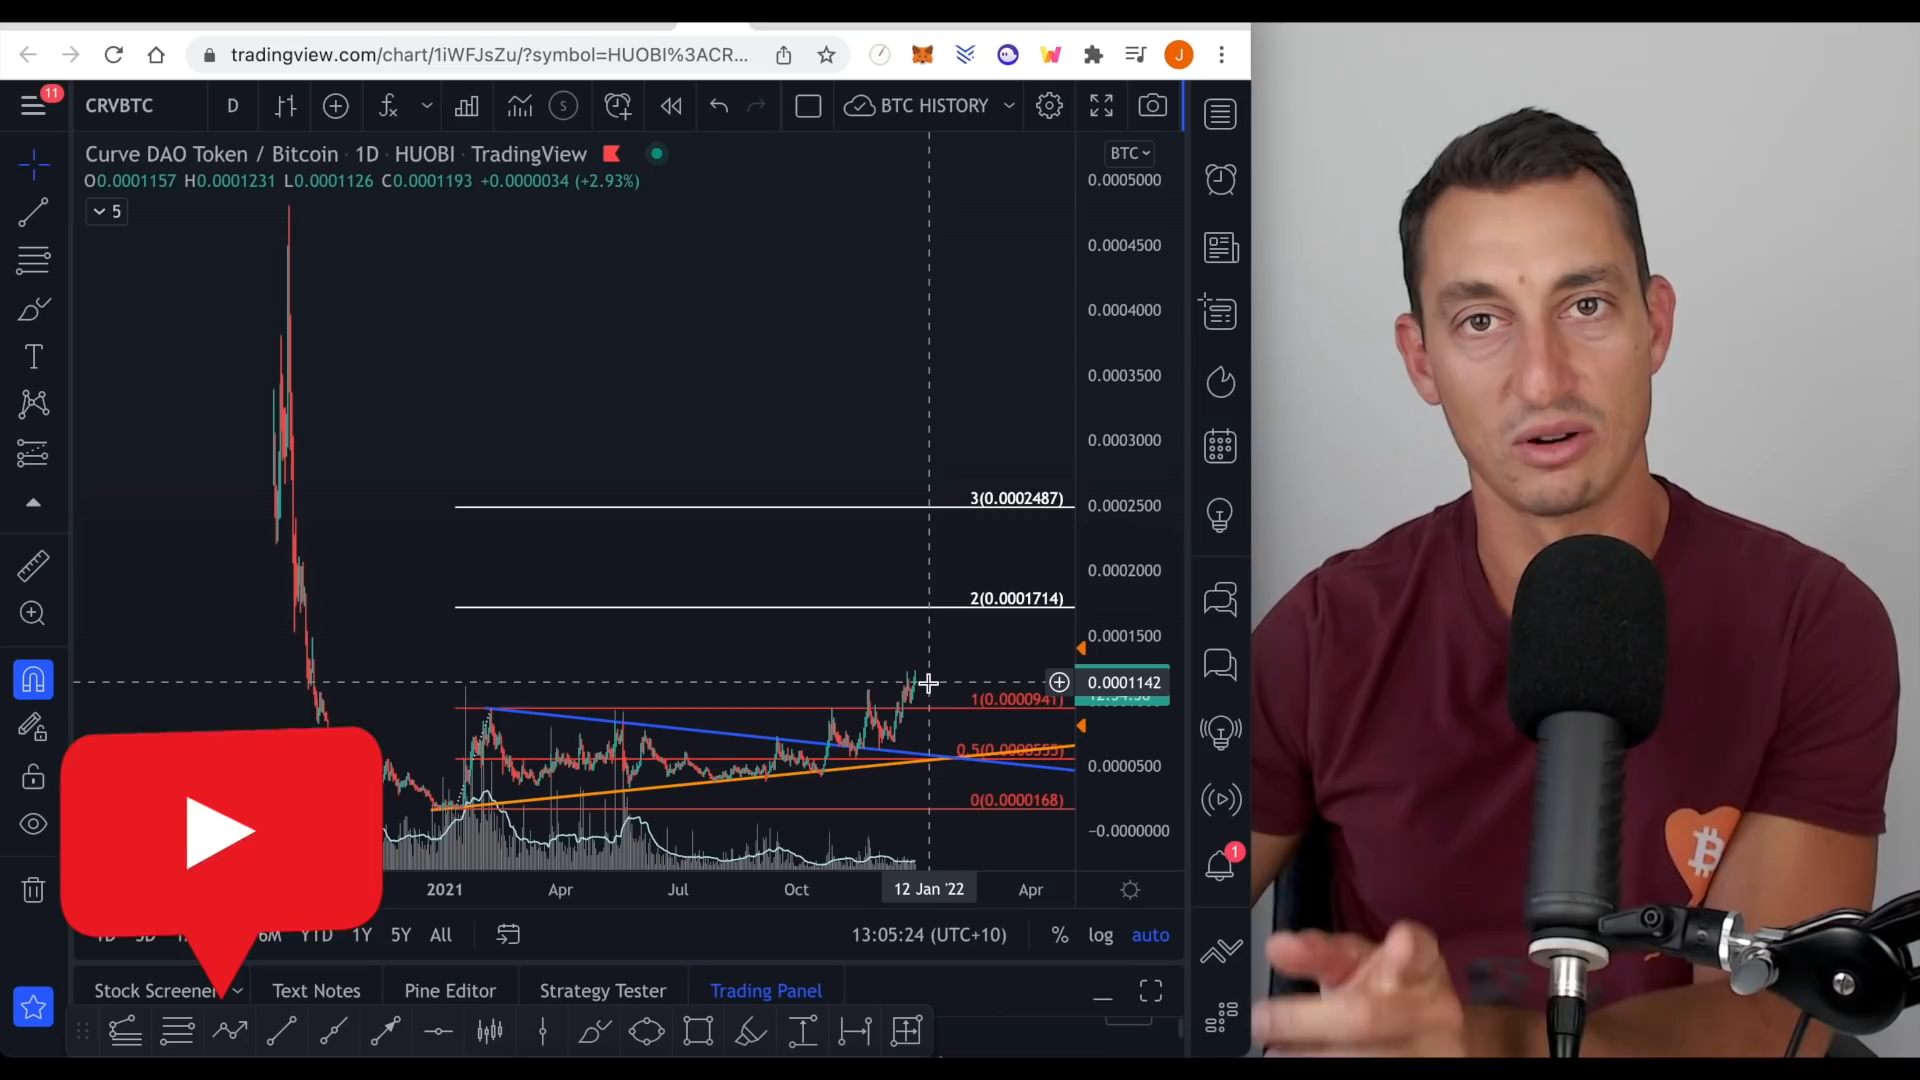 tradingview.com/chart/1iWFJsZu/?symbol=HUOBI%3ACR...
J
11
CRVBTC
D
BTC HISTORY
Curve DAO Token / Bitcoin · 1D · HUOBI · TradingView
BTC
O0.0001157 H0.0001231 L0.0001126 C0.0001193 +0.0000034 (+2.93%)
5
0.0005000
0.0004500
0.0004000
0.0003500
0.0003000
3(0.0002487)
0.0002500
0.0002000
2(0.0001714)
0.0001500
0.0001142
1(0.0000941)
0.5(0.0000555)
0.0000500
0(0.0000168)
−0.0000000
1
2021
Apr
Jul
Oct
12 Jan '22
Apr
YTD
1Y
5Y
All
13:05:24 (UTC+10)
%
log
auto
Stock Screener
Text Notes
Pine Editor
Strategy Tester
Trading Panel